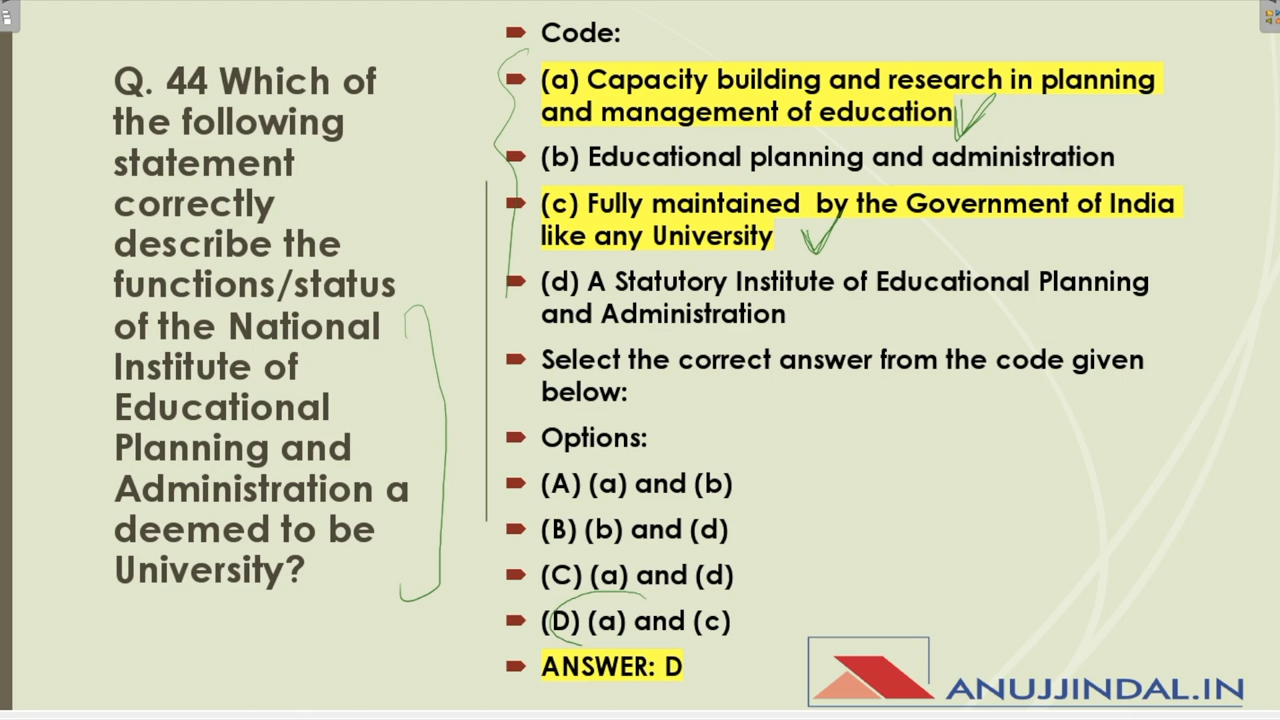 Q. 44 Which of
the following
statement
correctly
describe the
functions/status
of the National
Institute of
Educational
Planning and
Administration a
deemed to be
University?
Code:
(a) Capacity building and research in planning
and management of education
(b) Educational planning and administration
(c) Fully maintained by the Government of India
like any University
(d) A Statutory Institute of Educational Planning
and Administration
Select the correct answer from the code given
below:
Options:
(A) (a) and (b)
(B) (b) and (d)
(C) (a) and (d)
(D) (a) and (c)
ANSWER: D
ANUJJINDAL.IN